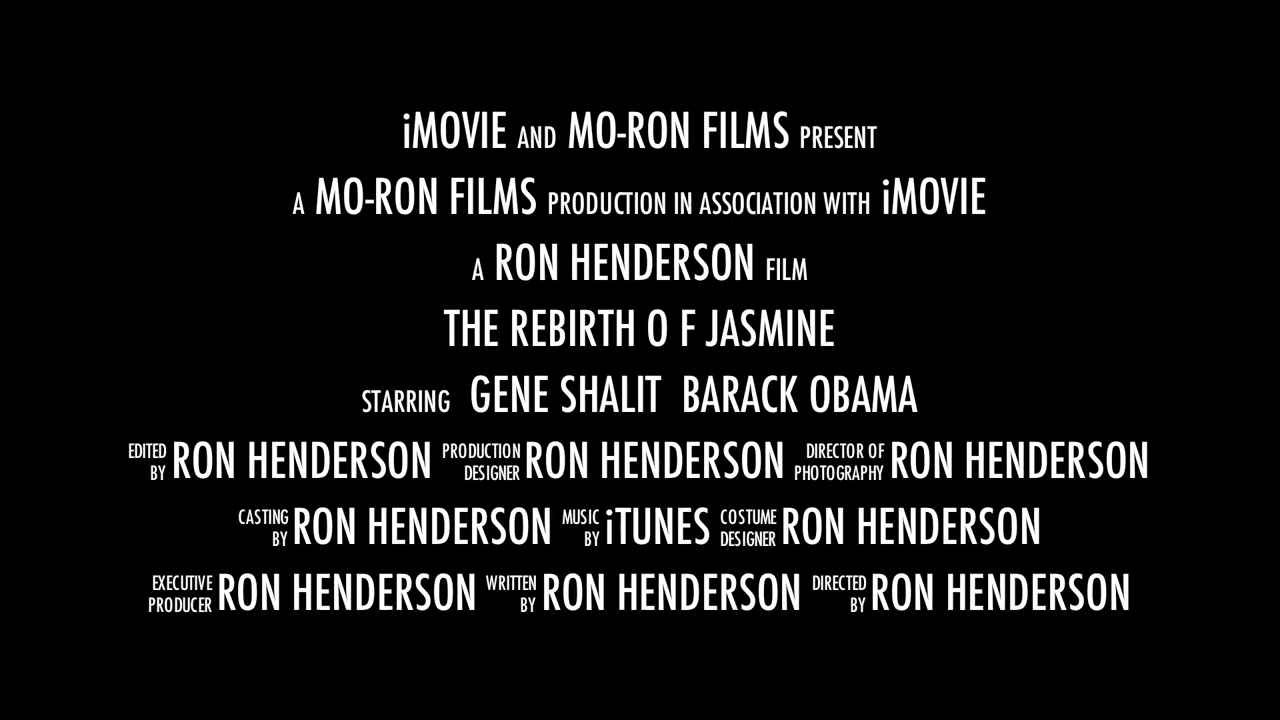 iMOVIE AND MO-RON FILMS PRESENT
A MO-RON FILMS PRODUCTION IN ASSOCIATION WITH iMOVIE
A RON HENDERSON FILM
THE REBIRTH O F JASMINE
STARRING GENE SHALIT BARACK OBAMA
EDITED BY RON HENDERSON PRODUCTION DESIGNER RON HENDERSON DIRECTOR OF PHOTOGRAPHY RON HENDERSON
CASTING BY RON HENDERSON MUSIC BY iTUNES COSTUME DESIGNER RON HENDERSON
EXECUTIVE PRODUCER RON HENDERSON WRITTEN BY RON HENDERSON DIRECTED BY RON HENDERSON